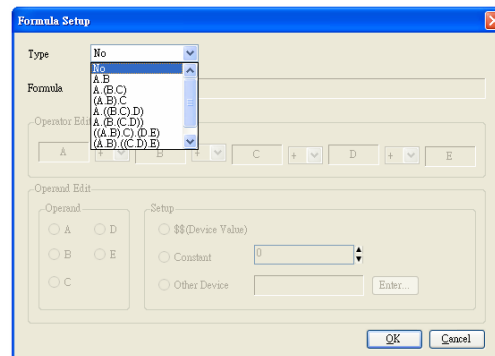 Formula Setup
Type No
No
A.B
A.(B.C)
(A.B).C
A.((B.C).D)
A.(B.(C.D))
((A.B).C).(D.E)
(A.B).((C.D).E)
Formula
Operator Edit
A + B + C + D + E
Operand Edit
Operand Setup
A D $$(Device Value)
B E Constant 0
C Other Device Enter...
OK Cancel